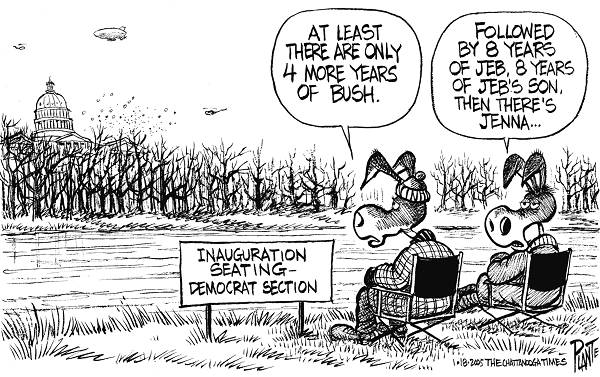 AT LEAST
THERE ARE ONLY
4 MORE YEARS
OF BUSH.
FOLLOWED
BY 8 YEARS
OF JEB, 8 YEARS
OF JEB'S SON,
THEN THERE'S
JENNA...
INAUGURATION
SEATING-
DEMOCRAT SECTION
PLANTE
1•18•2005 THE CHATTANOOGA TIMES